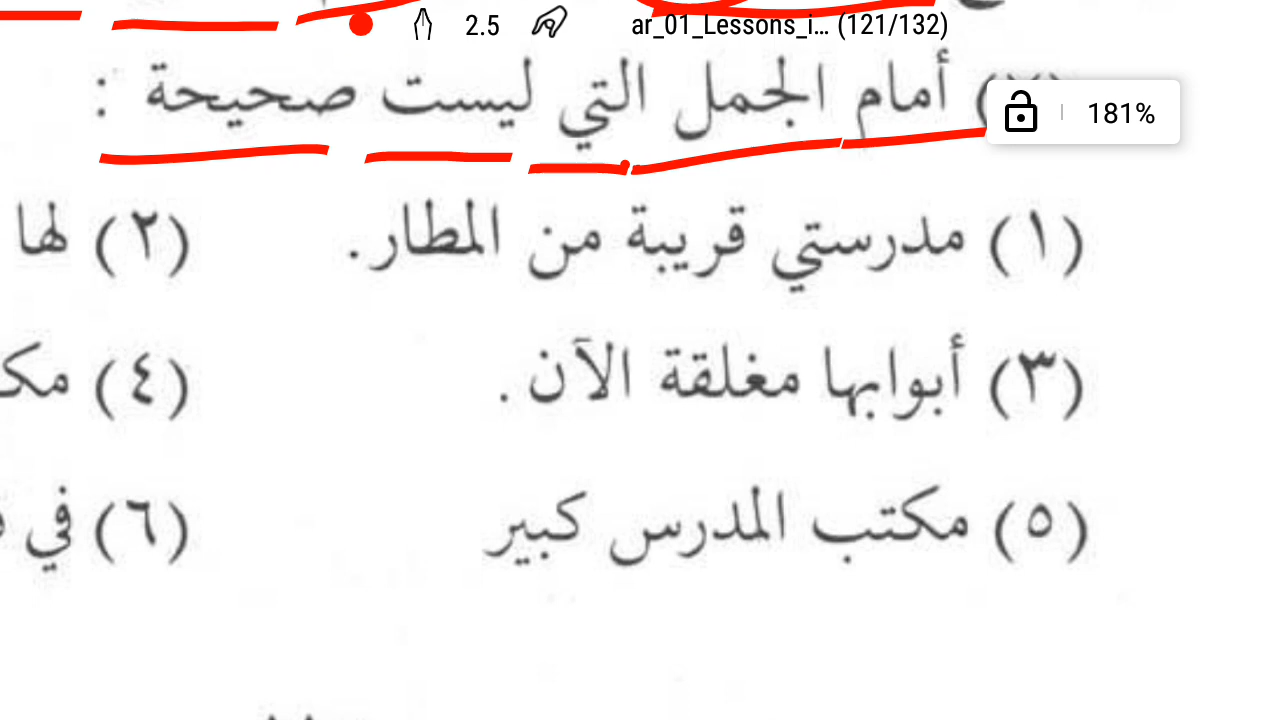 2.5 ar_01_Lessons_i... (121/132)
) أمام الجمل التي ليست صحيحة :
181%
(١) مدرستي قريبة من المطار. (٢) لها
(٣) أبوابها مغلقة الآن . (٤)
(٥) مكتب المدرس كبير (٦) في